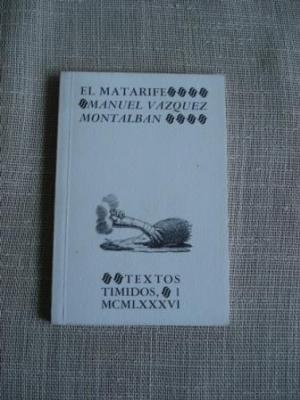 EL MATARIFE
MANUEL VAZQUEZ
MONTALBAN
TEXTOS
TIMIDOS, 1
MCMLXXXVI